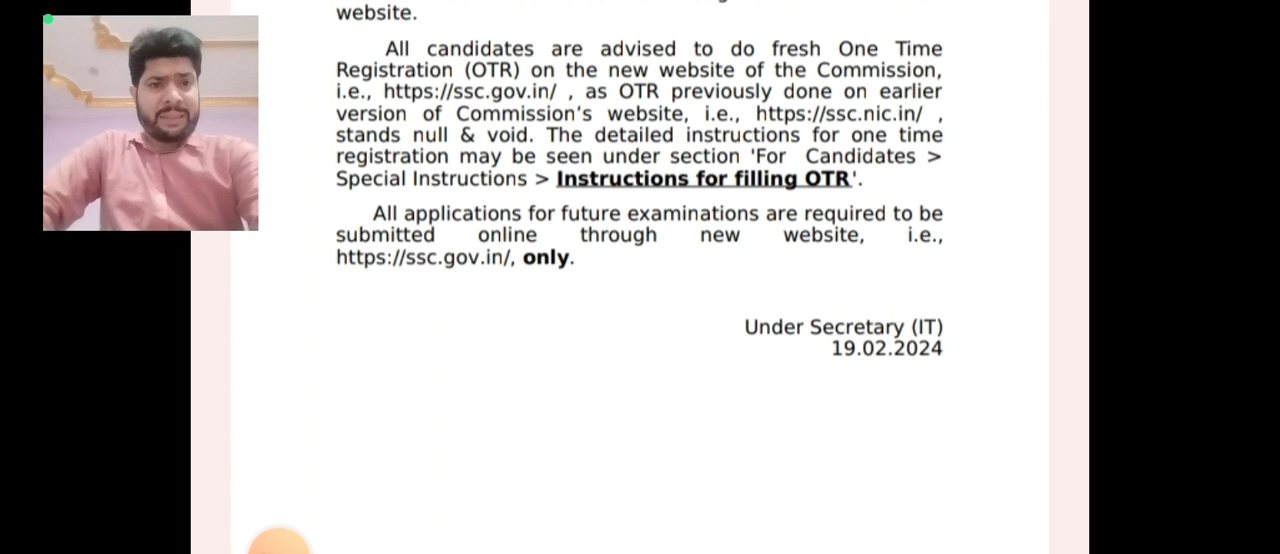 website.
All candidates are advised to do fresh One Time
Registration (OTR) on the new website of the Commission,
i.e., https://ssc.gov.in/ , as OTR previously done on earlier
version of Commission's website, i.e., https://ssc.nic.in/ ,
stands null & void. The detailed instructions for one time
registration may be seen under section 'For Candidates >
Special Instructions > Instructions for filling OTR'.
All applications for future examinations are required to be
submitted online through new website, i.e.,
https://ssc.gov.in/, only.
Under Secretary (IT)
19.02.2024